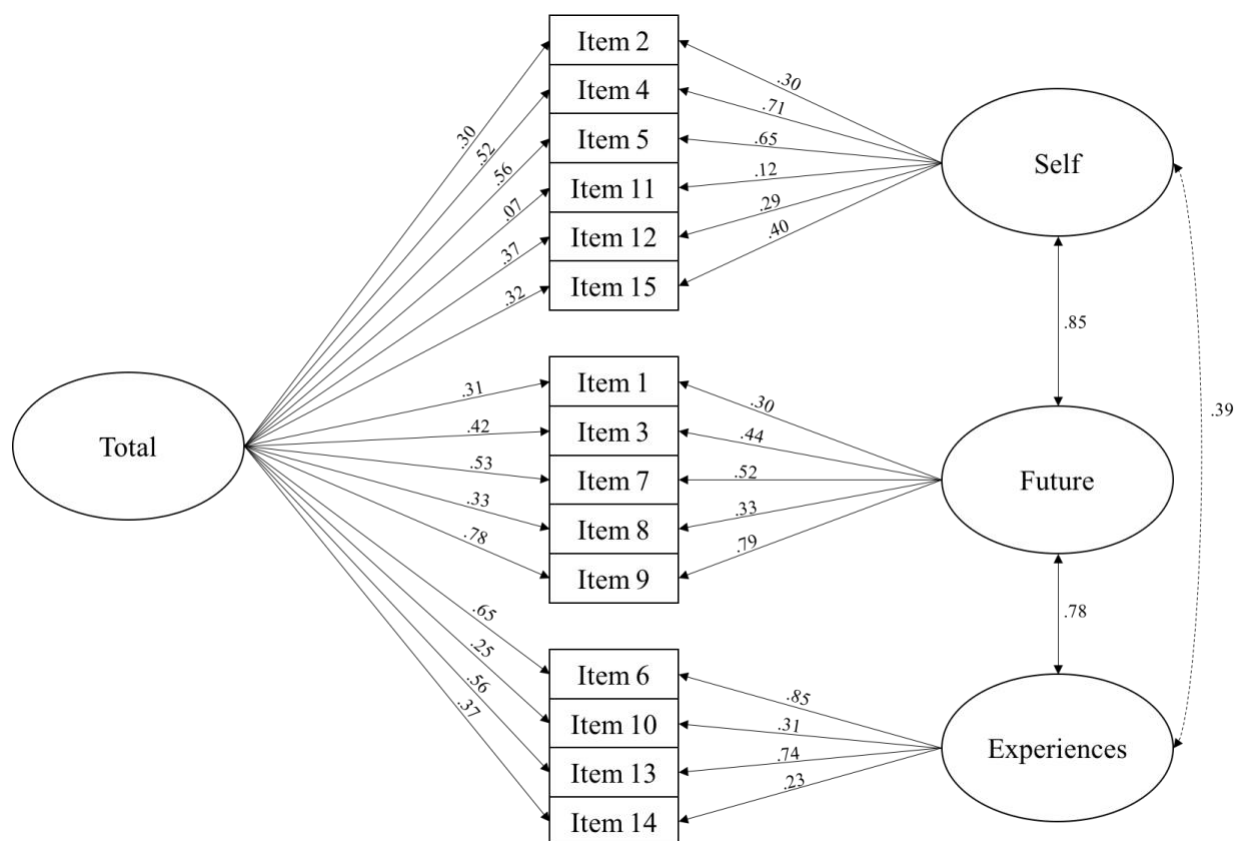 Item 2
Item 4
Item 5
Item 11
Item 12
Item 15
.30
.52
.56
.07
.37
.32
.30
.71
.65
.12
.29
.40
Self
.85
Total
Item 1
Item 3
Item 7
Item 8
Item 9
.31
.42
.53
.33
.78
.30
.44
.52
.33
.79
Future
.39
.78
Item 6
Item 10
Item 13
Item 14
.65
.25
.56
.37
.85
.31
.74
.23
Experiences